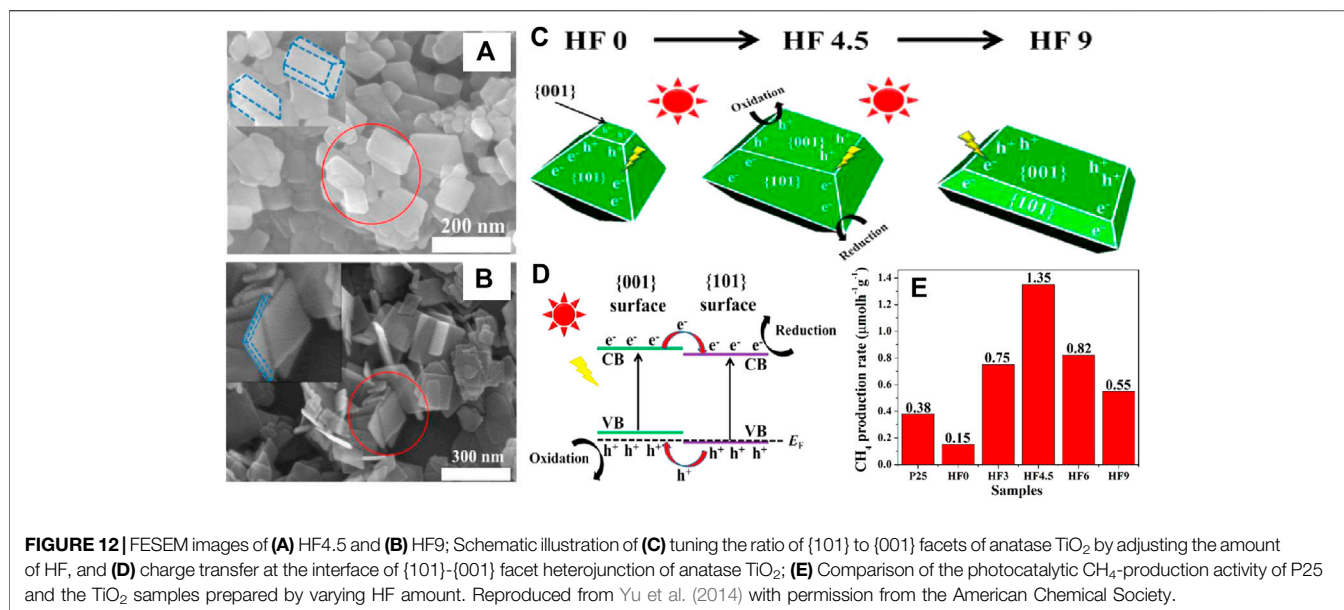 A
200 nm
B
300 nm
C HF 0 HF 4.5 HF 9
{001}
h⁺
h⁺ h⁺
e⁻ e⁻
e⁻ {101}
e⁻
e⁻
Oxidation
h⁺
h⁺ {001}
h⁺ h⁺
e⁻ {101} e⁻
e⁻
e⁻
Reduction
h⁺ h⁺
e⁻ {001} h⁺
h⁺
e⁻ {101} e⁻
e⁻
D
{001} {101}
surface surface
e⁻
Reduction
e⁻ e⁻ e⁻ e⁻ e⁻ e⁻
CB CB
VB VB
E_F
h⁺ h⁺ h⁺ h⁺ h⁺ h⁺
Oxidation
h⁺
E
CH₄ production rate (μmolh⁻¹g⁻¹)
1.4
1.2
1.0
0.8
0.6
0.4
0.2
0.0
0.38 0.15 0.75 1.35 0.82 0.55
P25 HF0 HF3 HF4.5 HF6 HF9
Samples
FIGURE 12 | FESEM images of (A) HF4.5 and (B) HF9; Schematic illustration of (C) tuning the ratio of {101} to {001} facets of anatase TiO₂ by adjusting the amount
of HF, and (D) charge transfer at the interface of {101}-{001} facet heterojunction of anatase TiO₂; (E) Comparison of the photocatalytic CH₄-production activity of P25
and the TiO₂ samples prepared by varying HF amount. Reproduced from Yu et al. (2014) with permission from the American Chemical Society.